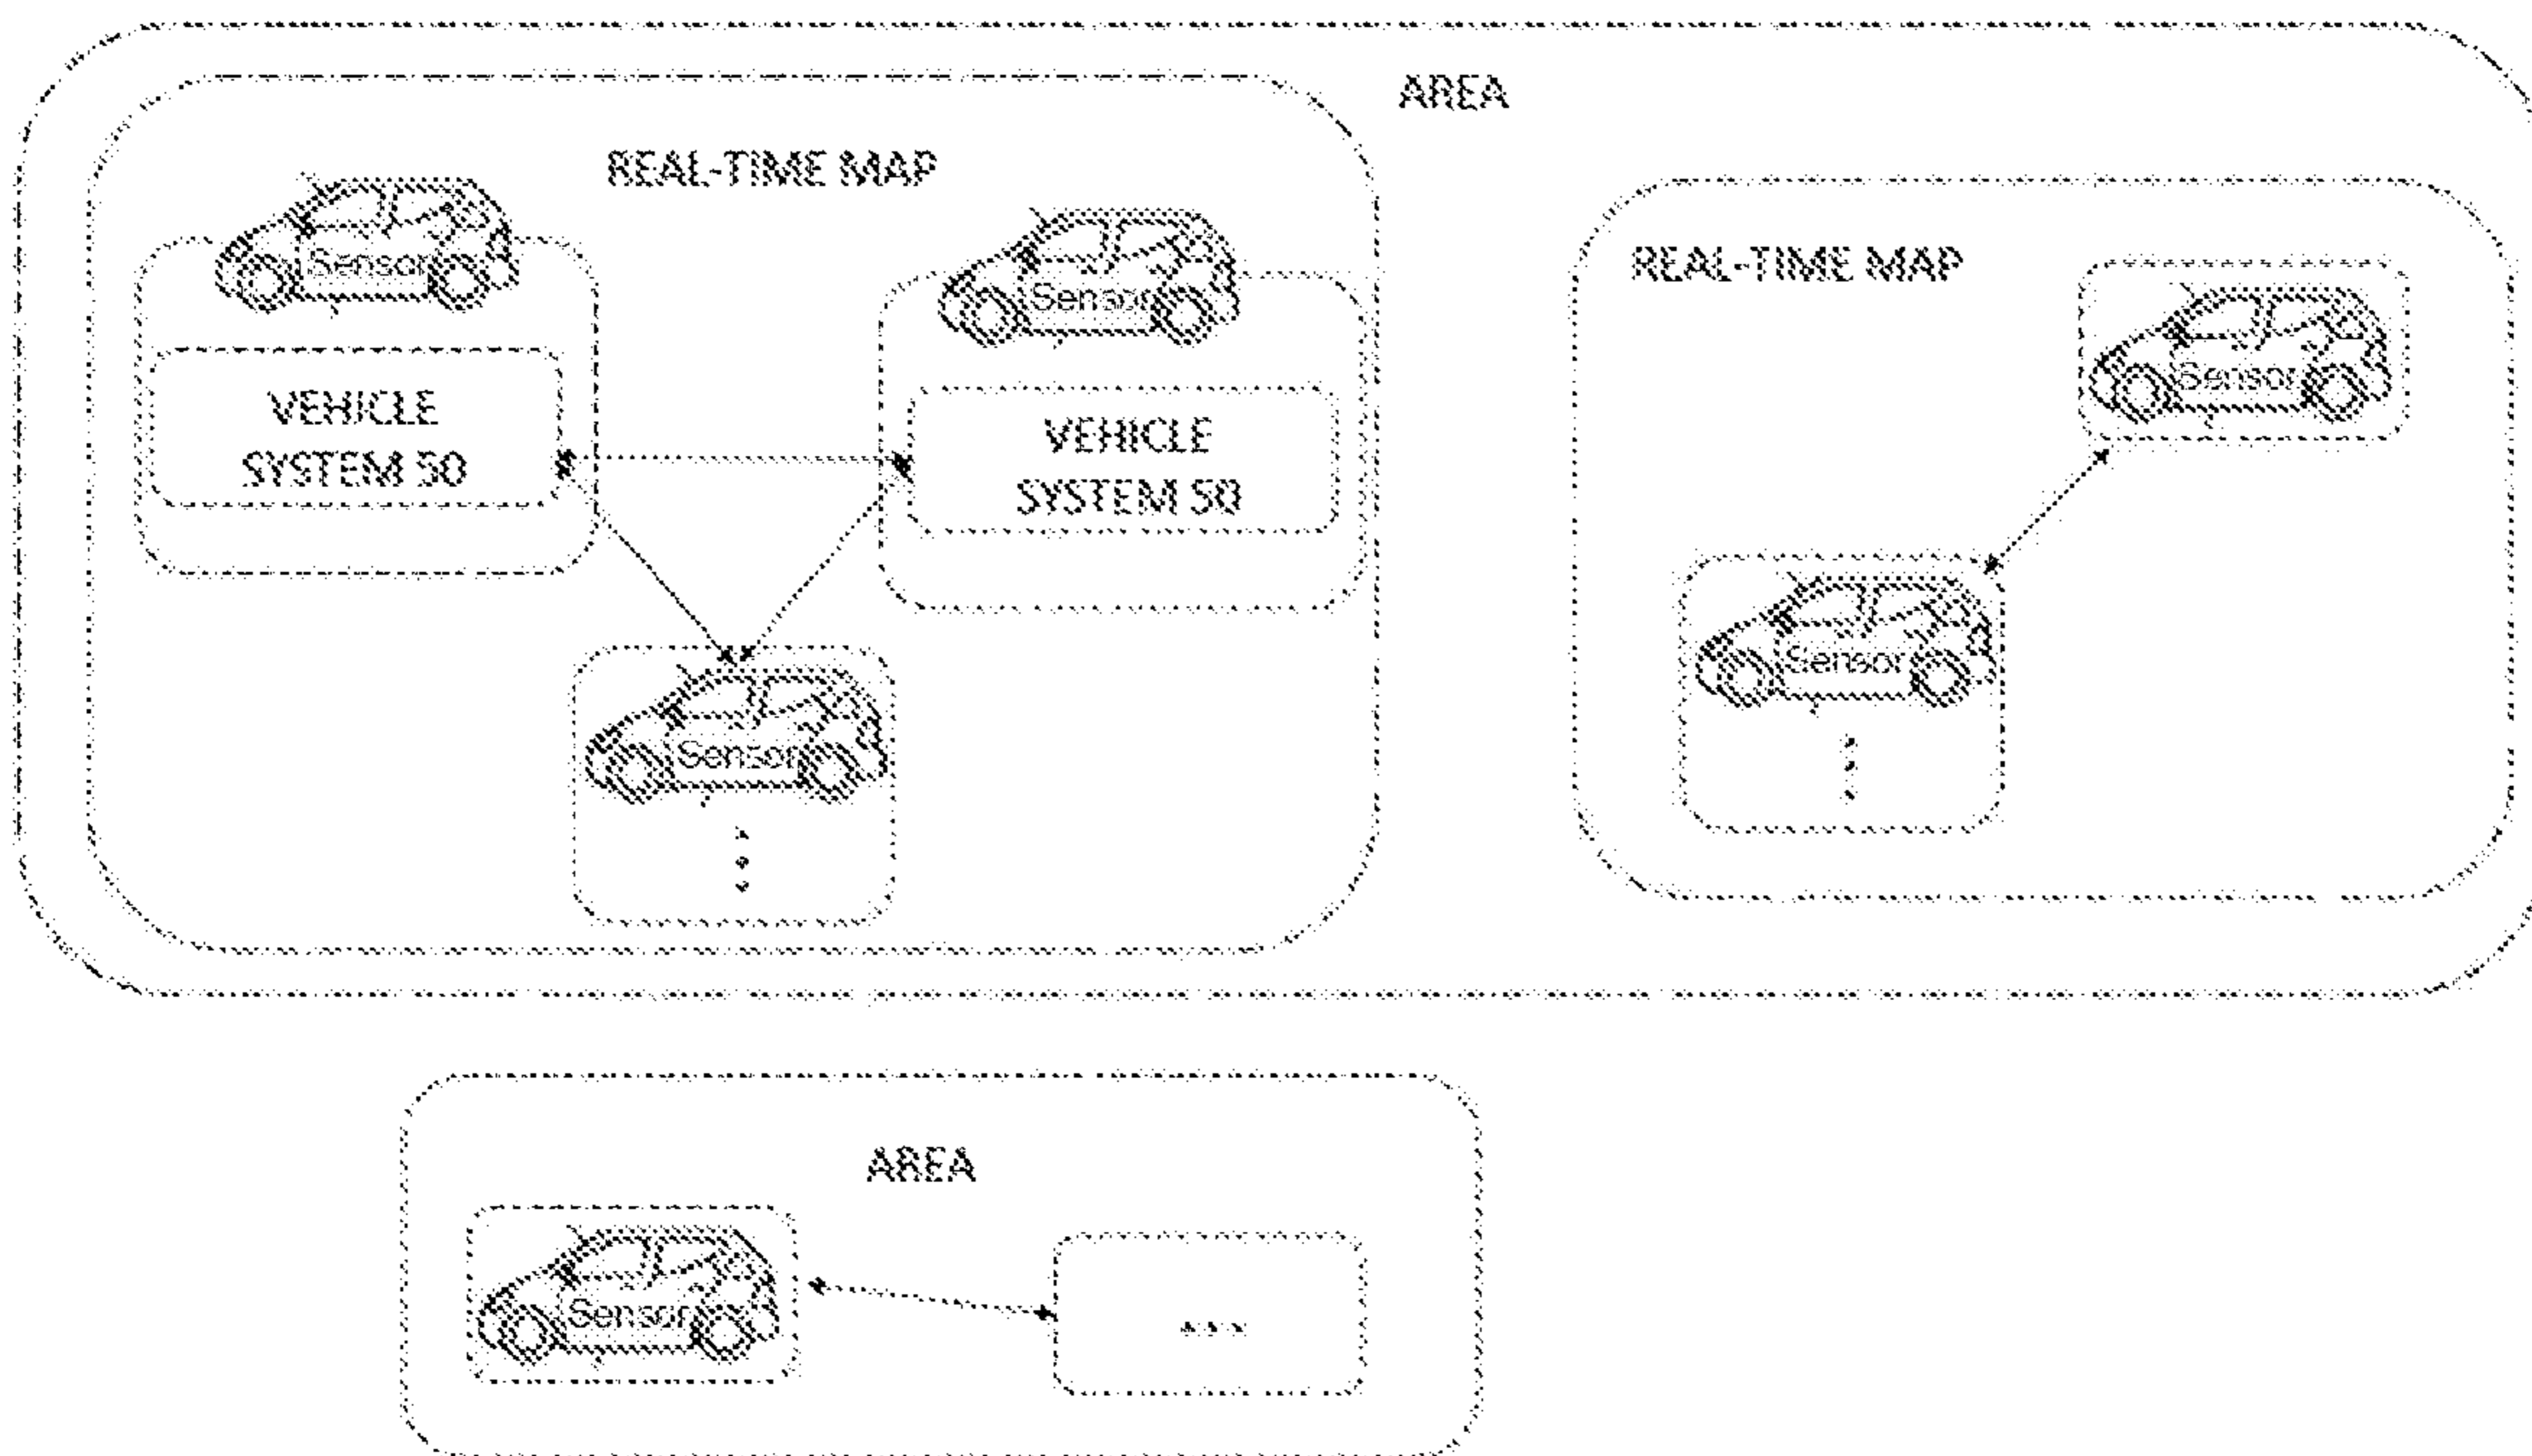 AREA
REAL-TIME MAP
Sensor
VEHICLE
SYSTEM 50
Sensor
VEHICLE
SYSTEM 50
Sensor
REAL-TIME MAP
Sensor
Sensor
AREA
Sensor
...